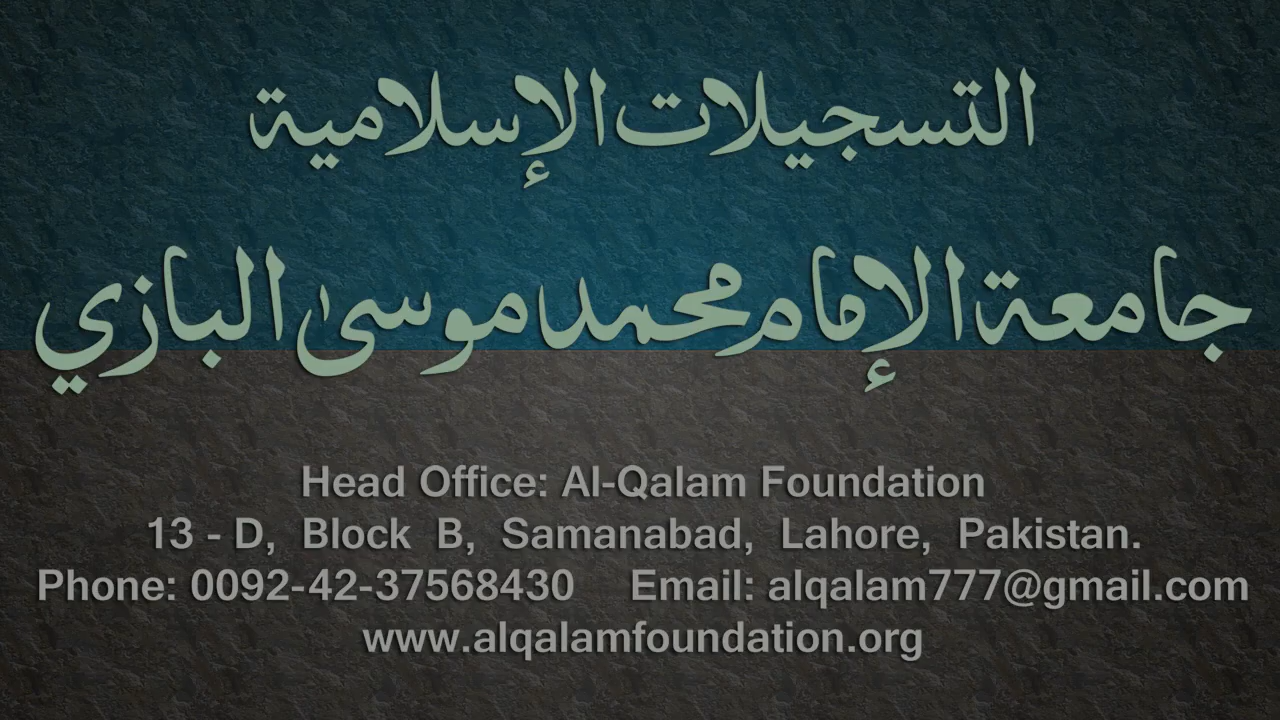 التسجيلات الإسلامية
جامعة الإمام محمد موسىٰ البازي
Head Office: Al-Qalam Foundation
13 - D, Block B, Samanabad, Lahore, Pakistan.
Phone: 0092-42-37568430 Email: alqalam777@gmail.com
www.alqalamfoundation.org